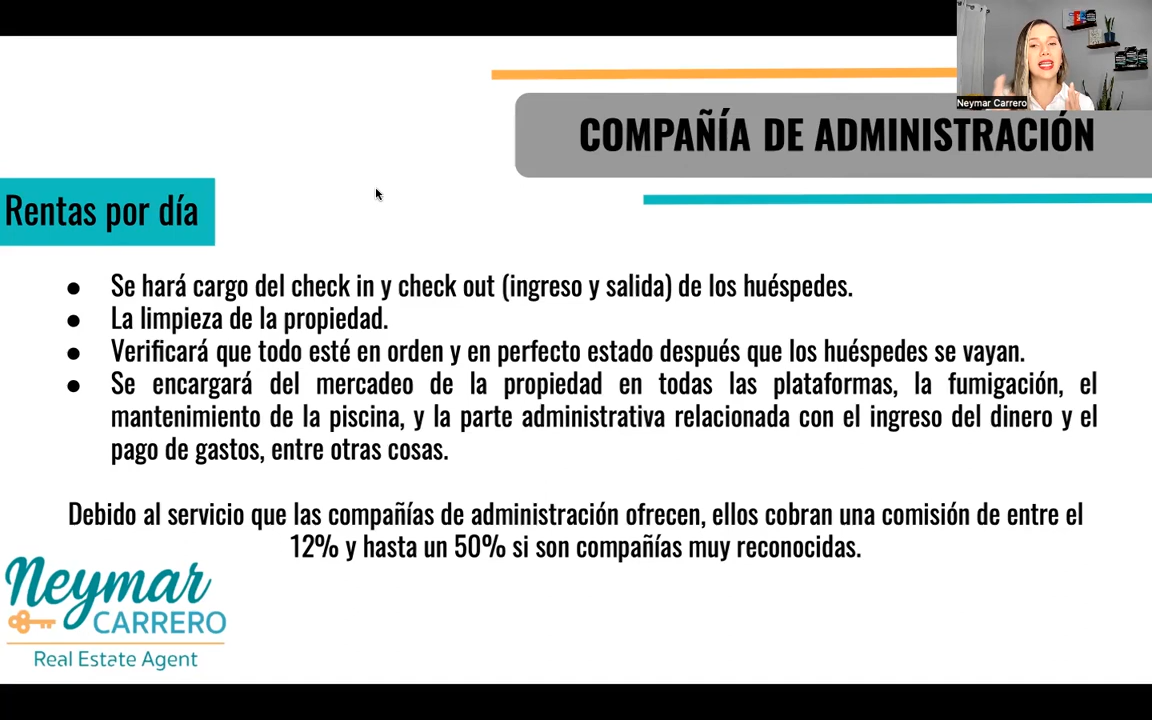 Neymar Carrero
COMPAÑÍA DE ADMINISTRACIÓN
Rentas por día
● Se hará cargo del check in y check out (ingreso y salida) de los huéspedes.
● La limpieza de la propiedad.
● Verificará que todo esté en orden y en perfecto estado después que los huéspedes se vayan.
● Se encargará del mercadeo de la propiedad en todas las plataformas, la fumigación, el
mantenimiento de la piscina, y la parte administrativa relacionada con el ingreso del dinero y el
pago de gastos, entre otras cosas.
Debido al servicio que las compañías de administración ofrecen, ellos cobran una comisión de entre el
12% y hasta un 50% si son compañías muy reconocidas.
Neymar
CARRERO
Real Estate Agent